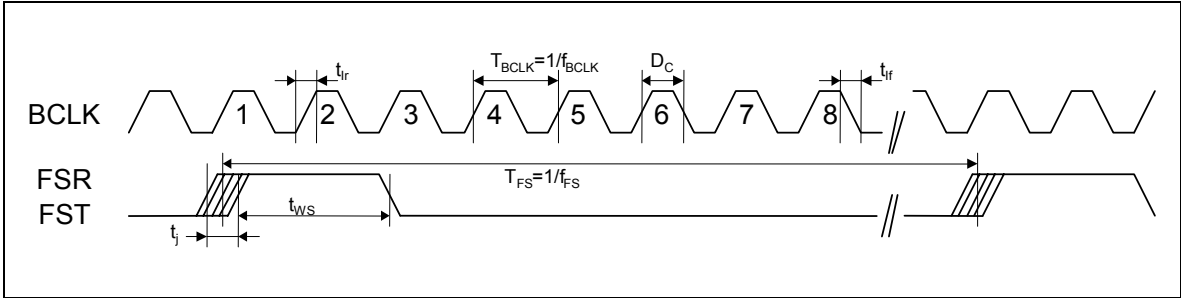 t_lr
T_BCLK=1/f_BCLK
D_C
t_lf
BCLK
1 2 3 4 5 6 7 8
FSR
T_FS=1/f_FS
FST
t_WS
t_j